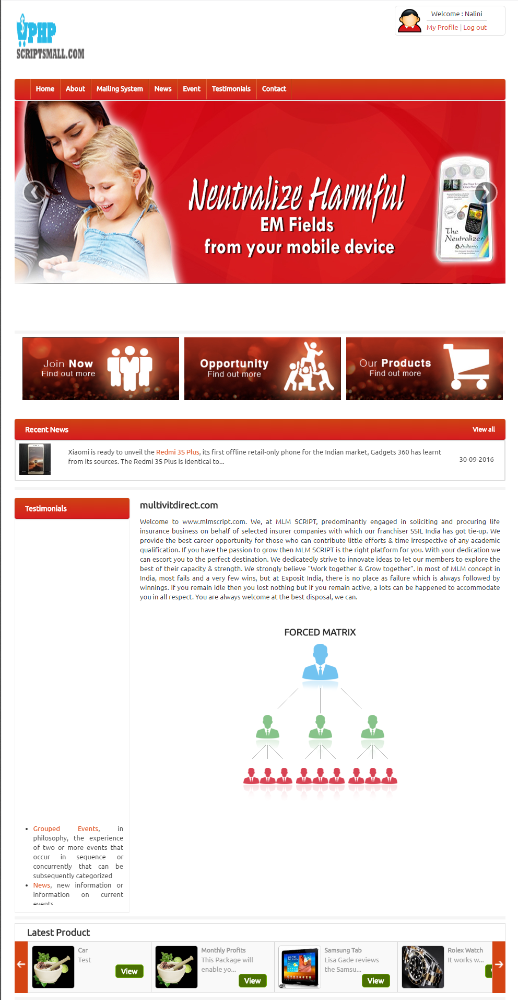 Welcome : Nalini
My Profile | Log out
PHP
SCRIPTSMALL.COM
Home About Mailing System News Event Testimonials Contact
Neutralize Harmful
EM Fields
from your mobile device
The
Neutralizer
Aulterra
Join Now
Find out more
Opportunity
Find out more
Our Products
Find out more
Recent News View all
Xiaomi is ready to unveil the Redmi 3S Plus, its first offline retail-only phone for the Indian market, Gadgets 360 has learnt
from its sources. The Redmi 3S Plus is identical to...
30-09-2016
Testimonials
Grouped Events, in
philosophy, the experience
of two or more events that
occur in sequence or
concurrently that can be
subsequently categorized
News, new information or
information on current
events
multivitdirect.com
Welcome to www.mlmscript.com. We, at MLM SCRIPT, predominantly engaged in soliciting and procuring life
insurance business on behalf of selected insurer companies with which our franchiser SSIL India has got tie-up. We
provide the best career opportunity for those who can contribute little efforts & time irrespective of any academic
qualification. If you have the passion to grow then MLM SCRIPT is the right platform for you. With your dedication we
can escort you to the perfect destination. We dedicatedly strive to innovate ideas to let our members to explore the
best of their capacity & strength. We strongly believe "Work together & Grow together". In most of MLM concept in
India, most fails and a very few wins, but at Exposit India, there is no place as failure which is always followed by
winnings. If you remain idle then you lost nothing but if you remain active, a lots can be happened to accommodate
you in all respect. You are always welcome at the best disposal, we can.
FORCED MATRIX
Latest Product
Car
Test
View
Monthly Profits
This Package will
enable yo...
View
Samsung Tab
Lisa Gade reviews
the Samsu...
View
Rolex Watch
It works w...